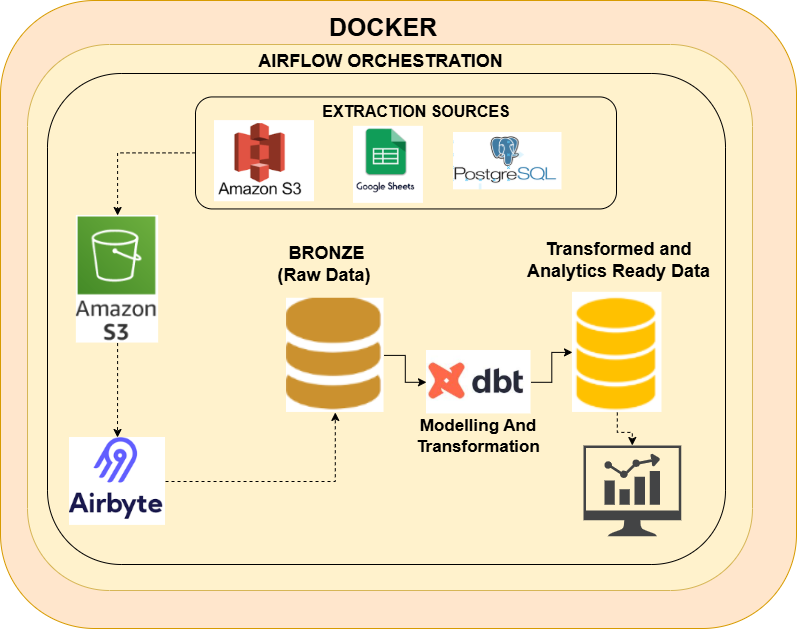 DOCKER
AIRFLOW ORCHESTRATION
EXTRACTION SOURCES
Amazon S3
Google Sheets
PostgreSQL
Amazon
S3
BRONZE
(Raw Data)
Transformed and
Analytics Ready Data
dbt
Modelling And
Transformation
Airbyte